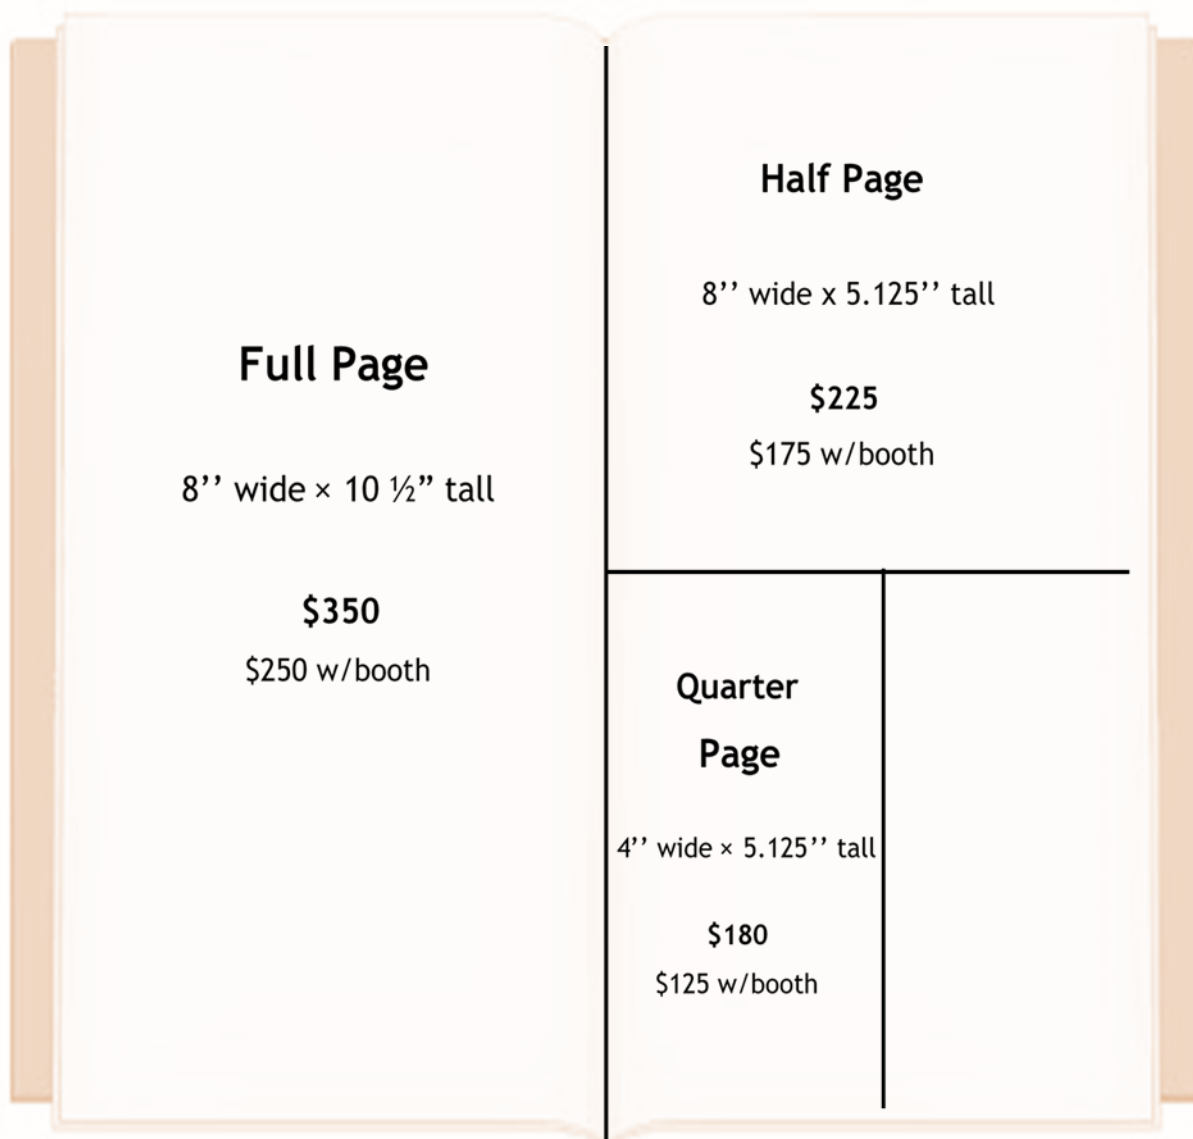 Full Page
8’’ wide × 10 ½” tall
$350
$250 w/booth
Half Page
8’’ wide x 5.125’’ tall
$225
$175 w/booth
Quarter
Page
4’’ wide × 5.125’’ tall
$180
$125 w/booth